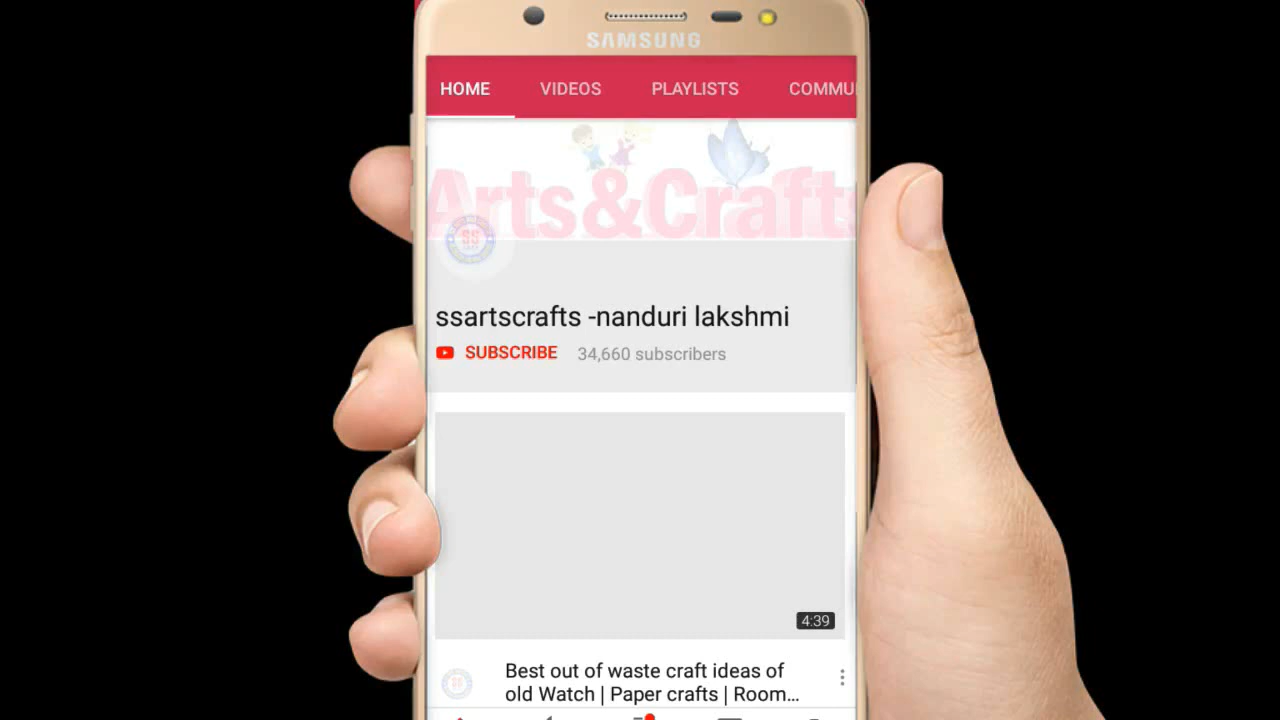 SAMSUNG
HOME VIDEOS PLAYLISTS COMMU
Arts&Crafts
SS
ssartscrafts -nanduri lakshmi
SUBSCRIBE 34,660 subscribers
4:39
Best out of waste craft ideas of
old Watch | Paper crafts | Room...